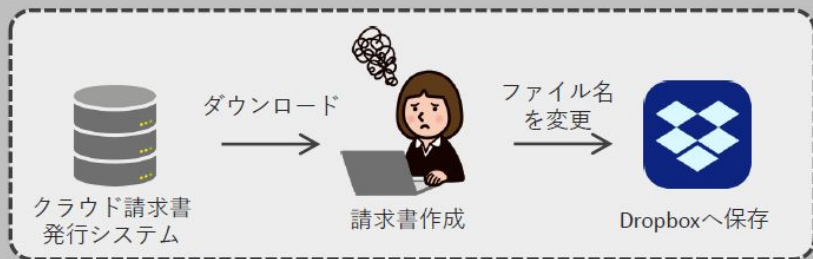 ダウンロード
ファイル名
を変更
クラウド請求書
発行システム
請求書作成
Dropboxへ保存